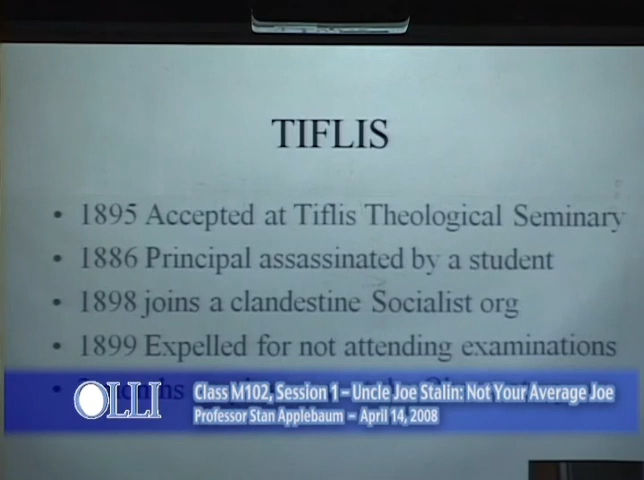 TIFLIS
• 1895 Accepted at Tiflis Theological Seminary
• 1886 Principal assassinated by a student
• 1898 joins a clandestine Socialist org
• 1899 Expelled for not attending examinations
OLLI
Class M102, Session 1 – Uncle Joe Stalin: Not Your Average Joe
Professor Stan Applebaum – April 14, 2008